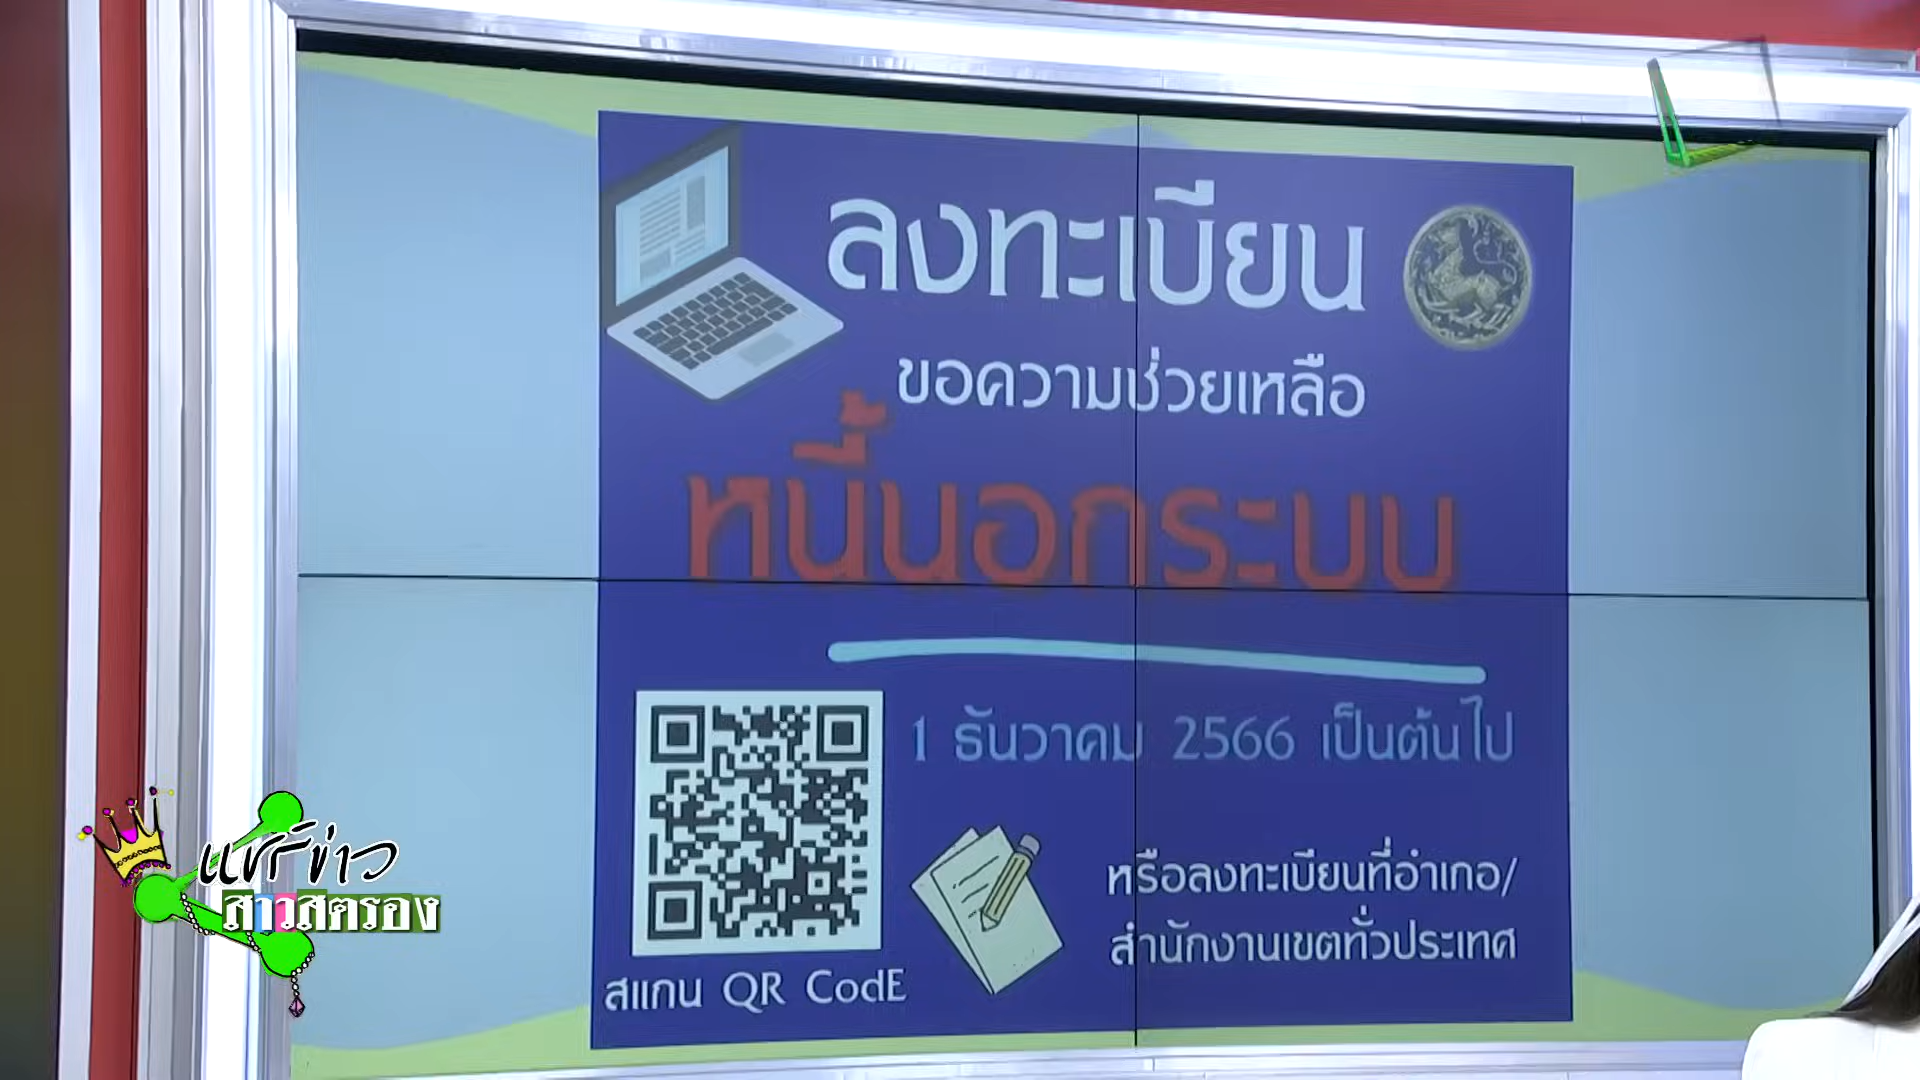 ลงทะเบียน
ขอความช่วยเหลือ
หนี้นอกระบบ
1 ธันวาคม 2566 เป็นต้นไป
หรือลงทะเบียนที่อำเภอ/
สำนักงานเขตทั่วประเทศ
สแกน QR CodE
แชร์ข่าว
สาวสตรอง